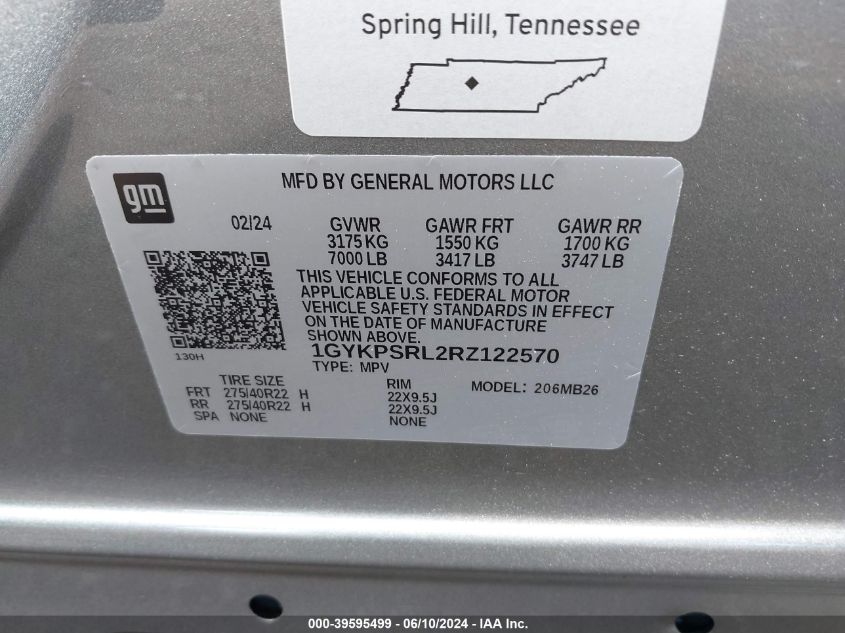 Spring Hill, Tennessee
gm
MFD BY GENERAL MOTORS LLC
02/24 GVWR GAWR FRT GAWR RR
3175 KG 1550 KG 1700 KG
7000 LB 3417 LB 3747 LB
THIS VEHICLE CONFORMS TO ALL
APPLICABLE U.S. FEDERAL MOTOR
VEHICLE SAFETY STANDARDS IN EFFECT
ON THE DATE OF MANUFACTURE
SHOWN ABOVE.
130H 1GYKPSRL2RZ122570
TYPE: MPV
TIRE SIZE RIM MODEL: 206MB26
FRT 275/40R22 H 22X9.5J
RR 275/40R22 H 22X9.5J
SPA NONE NONE
000-39595499 - 06/10/2024 - IAA Inc.